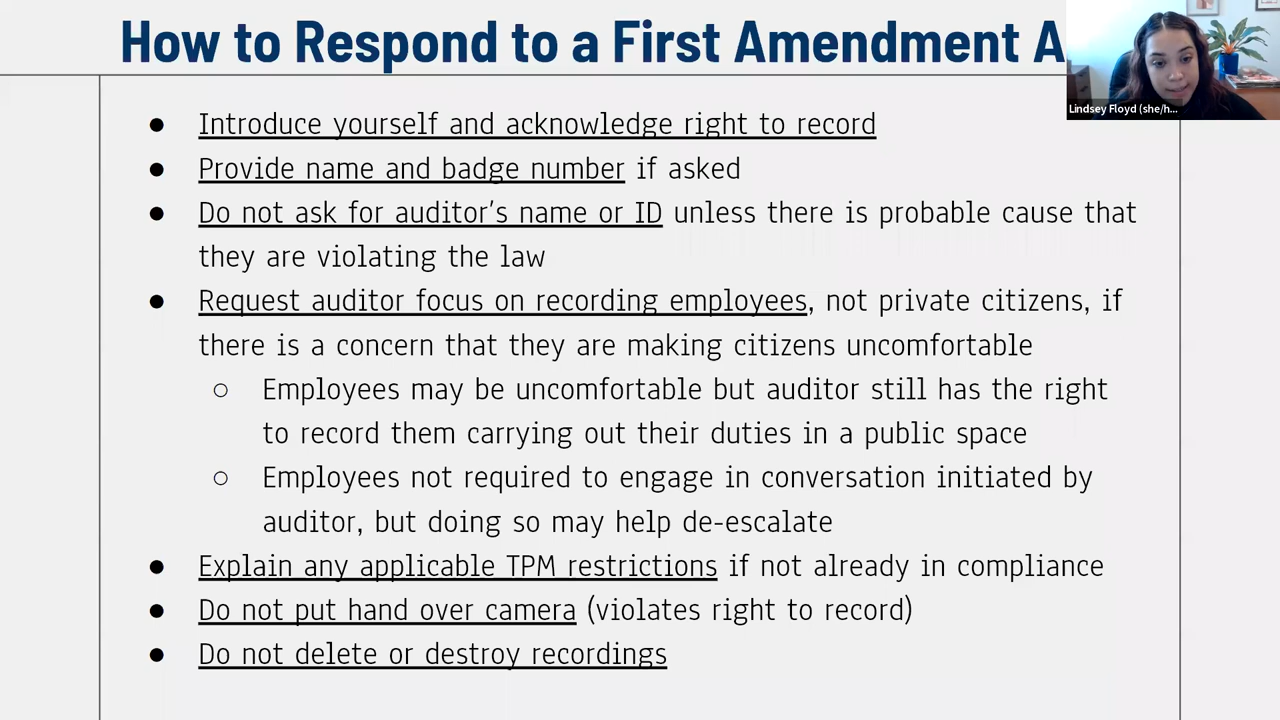 How to Respond to a First Amendment A
Lindsey Floyd (she/h...
● Introduce yourself and acknowledge right to record
● Provide name and badge number if asked
● Do not ask for auditor's name or ID unless there is probable cause that
they are violating the law
● Request auditor focus on recording employees, not private citizens, if
there is a concern that they are making citizens uncomfortable
○ Employees may be uncomfortable but auditor still has the right
to record them carrying out their duties in a public space
○ Employees not required to engage in conversation initiated by
auditor, but doing so may help de-escalate
● Explain any applicable TPM restrictions if not already in compliance
● Do not put hand over camera (violates right to record)
● Do not delete or destroy recordings